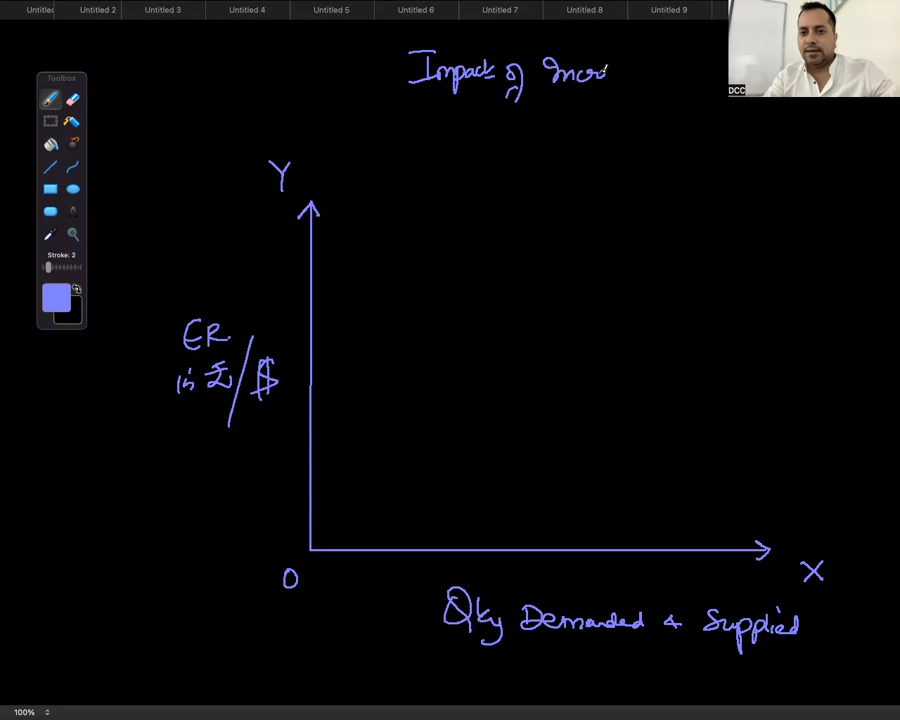 Untitled Untitled 2 Untitled 3 Untitled 4 Untitled 5 Untitled 6 Untitled 7 Untitled 8 Untitled 9
Impact of
Toolbox
DCC
Y
ER
in ₹/$
Stroke: 2
O
X
Qty Demanded & Supplied
100%